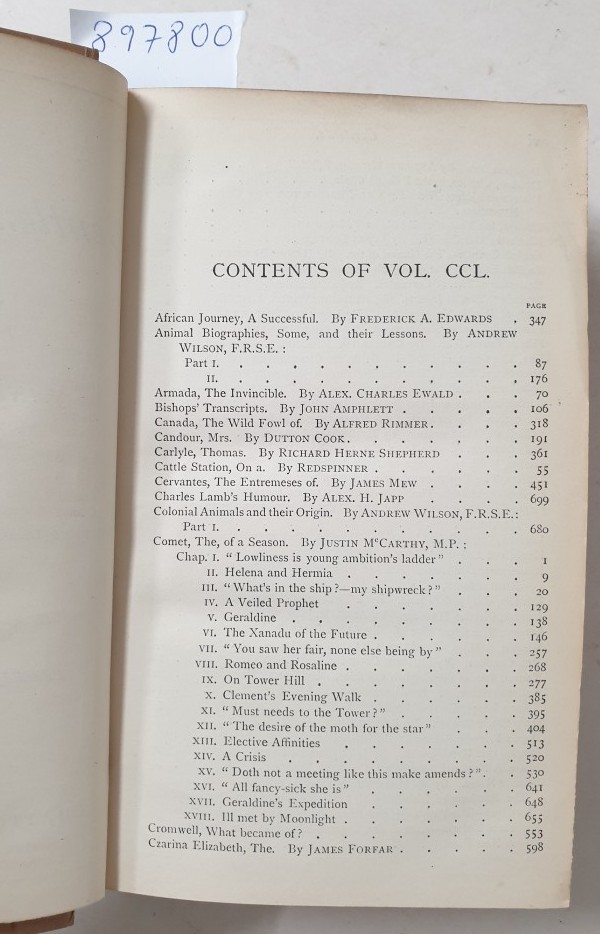 897800
CONTENTS OF VOL. CCL.
PAGE
African Journey, A Successful. By FREDERICK A. EDWARDS . 347
Animal Biographies, Some, and their Lessons. By ANDREW
WILSON, F.R.S.E. :
Part I. . . . . . . . . . . . 87
II. . . . . . . . . . . . 176
Armada, The Invincible. By ALEX. CHARLES EWALD . . . 70
Bishops' Transcripts. By JOHN AMPHLETT . . . . . 106
Canada, The Wild Fowl of. By ALFRED RIMMER . . . . 318
Candour, Mrs. By DUTTON COOK . . . . . . . 191
Carlyle, Thomas. By RICHARD HERNE SHEPHERD . . . 361
Cattle Station, On a. By REDSPINNER . . . . . . 55
Cervantes, The Entremeses of. By JAMES MEW . . . . 451
Charles Lamb's Humour. By ALEX. H. JAPP . . . . 699
Colonial Animals and their Origin. By ANDREW WILSON, F.R.S.E. :
Part I. . . . . . . . . . . . 680
Comet, The, of a Season. By JUSTIN McCARTHY, M.P. :
Chap. I. "Lowliness is young ambition's ladder" . . . 1
II. Helena and Hermia . . . . . . . 9
III. "What's in the ship?—my shipwreck?" . . . 20
IV. A Veiled Prophet . . . . . . . 129
V. Geraldine . . . . . . . . . 138
VI. The Xanadu of the Future . . . . . . 146
VII. "You saw her fair, none else being by" . . . 257
VIII. Romeo and Rosaline . . . . . . . 268
IX. On Tower Hill . . . . . . . . 277
X. Clement's Evening Walk . . . . . . 385
XI. "Must needs to the Tower?" . . . . . 395
XII. "The desire of the moth for the star" . . . 404
XIII. Elective Affinities . . . . . . . 513
XIV. A Crisis . . . . . . . . . 520
XV. "Doth not a meeting like this make amends?" . . 530
XVI. "All fancy-sick she is" . . . . . . 641
XVII. Geraldine's Expedition . . . . . . 648
XVIII. Ill met by Moonlight . . . . . . . 655
Cromwell, What became of? . . . . . . . . 553
Czarina Elizabeth, The. By JAMES FORFAR . . . . . 598